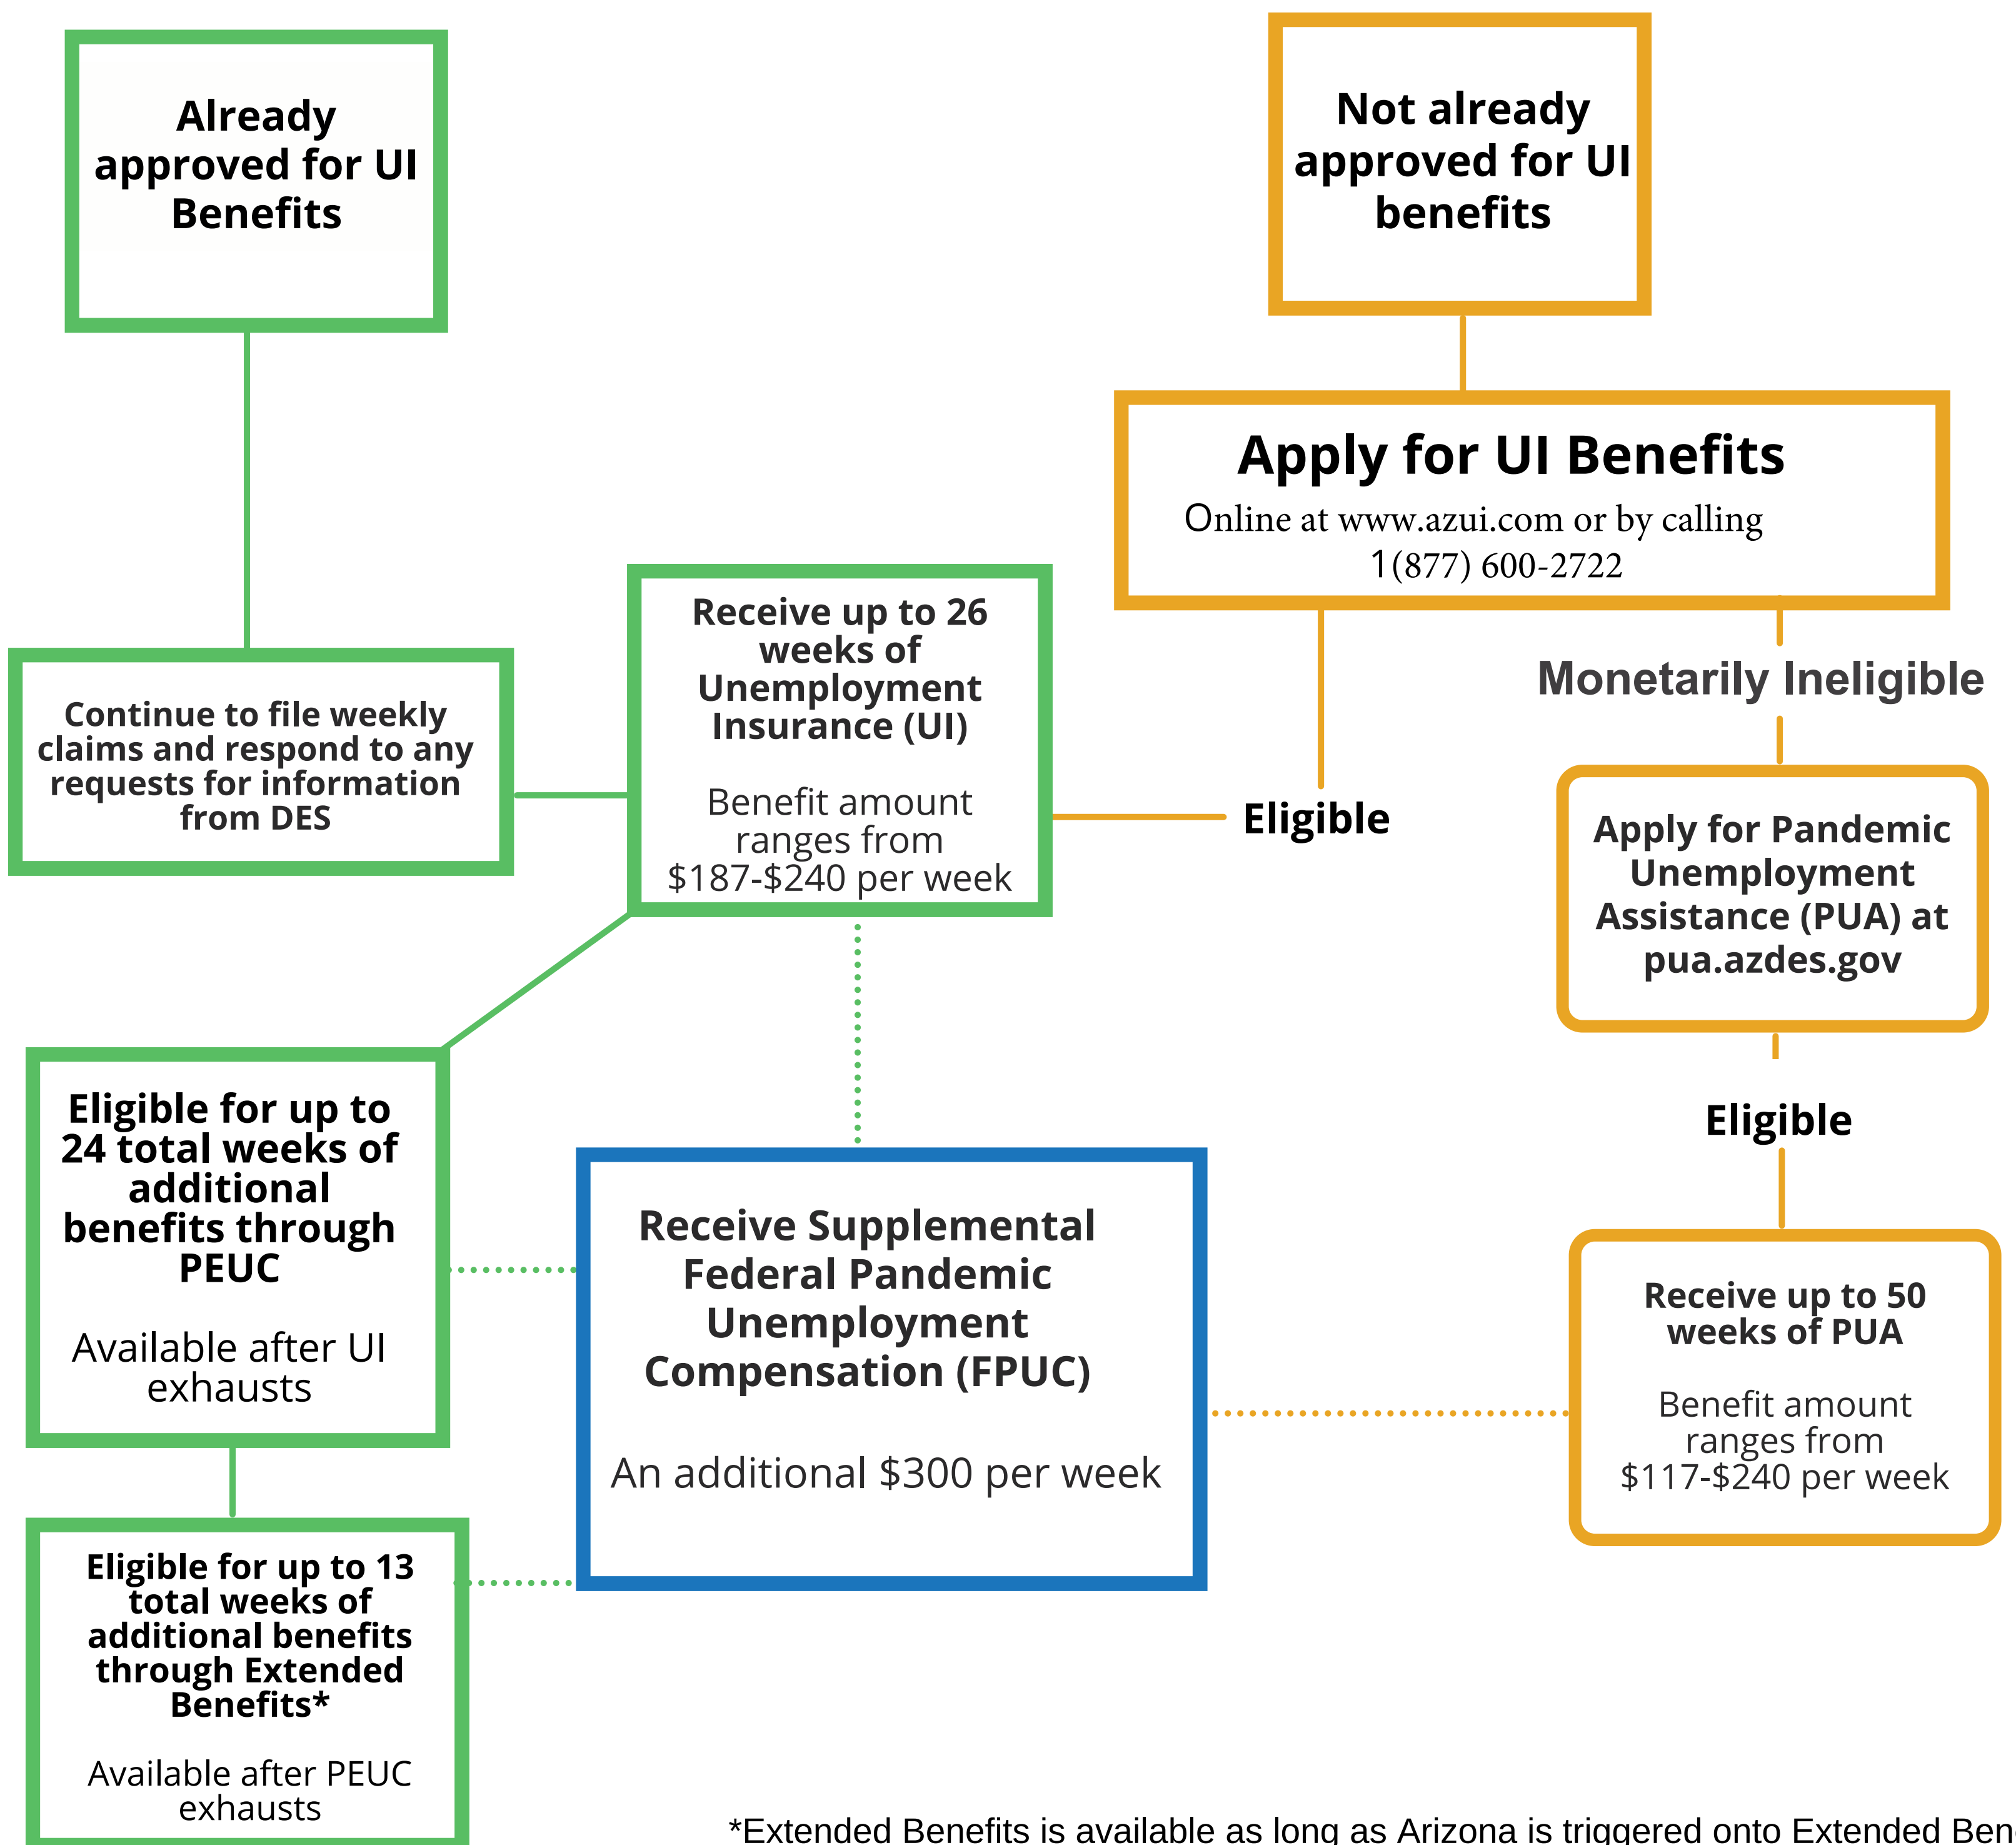 Already
approved for UI
Benefits
Not already
approved for UI
benefits
Apply for UI Benefits
Online at www.azui.com or by calling
1(877) 600-2722
Receive up to 26
weeks of
Unemployment
Insurance (UI)
Benefit amount
ranges from
$187-$240 per week
Monetarily Ineligible
Continue to file weekly
claims and respond to any
requests for information
from DES
Eligible
Apply for Pandemic
Unemployment
Assistance (PUA) at
pua.azdes.gov
Eligible for up to
24 total weeks of
additional
benefits through
PEUC
Available after UI
exhausts
Eligible
Receive Supplemental
Federal Pandemic
Unemployment
Compensation (FPUC)
An additional $300 per week
Receive up to 50
weeks of PUA
Benefit amount
ranges from
$117-$240 per week
Eligible for up to 13
total weeks of
additional benefits
through Extended
Benefits*
Available after PEUC
exhausts
*Extended Benefits is available as long as Arizona is triggered onto Extended Ben